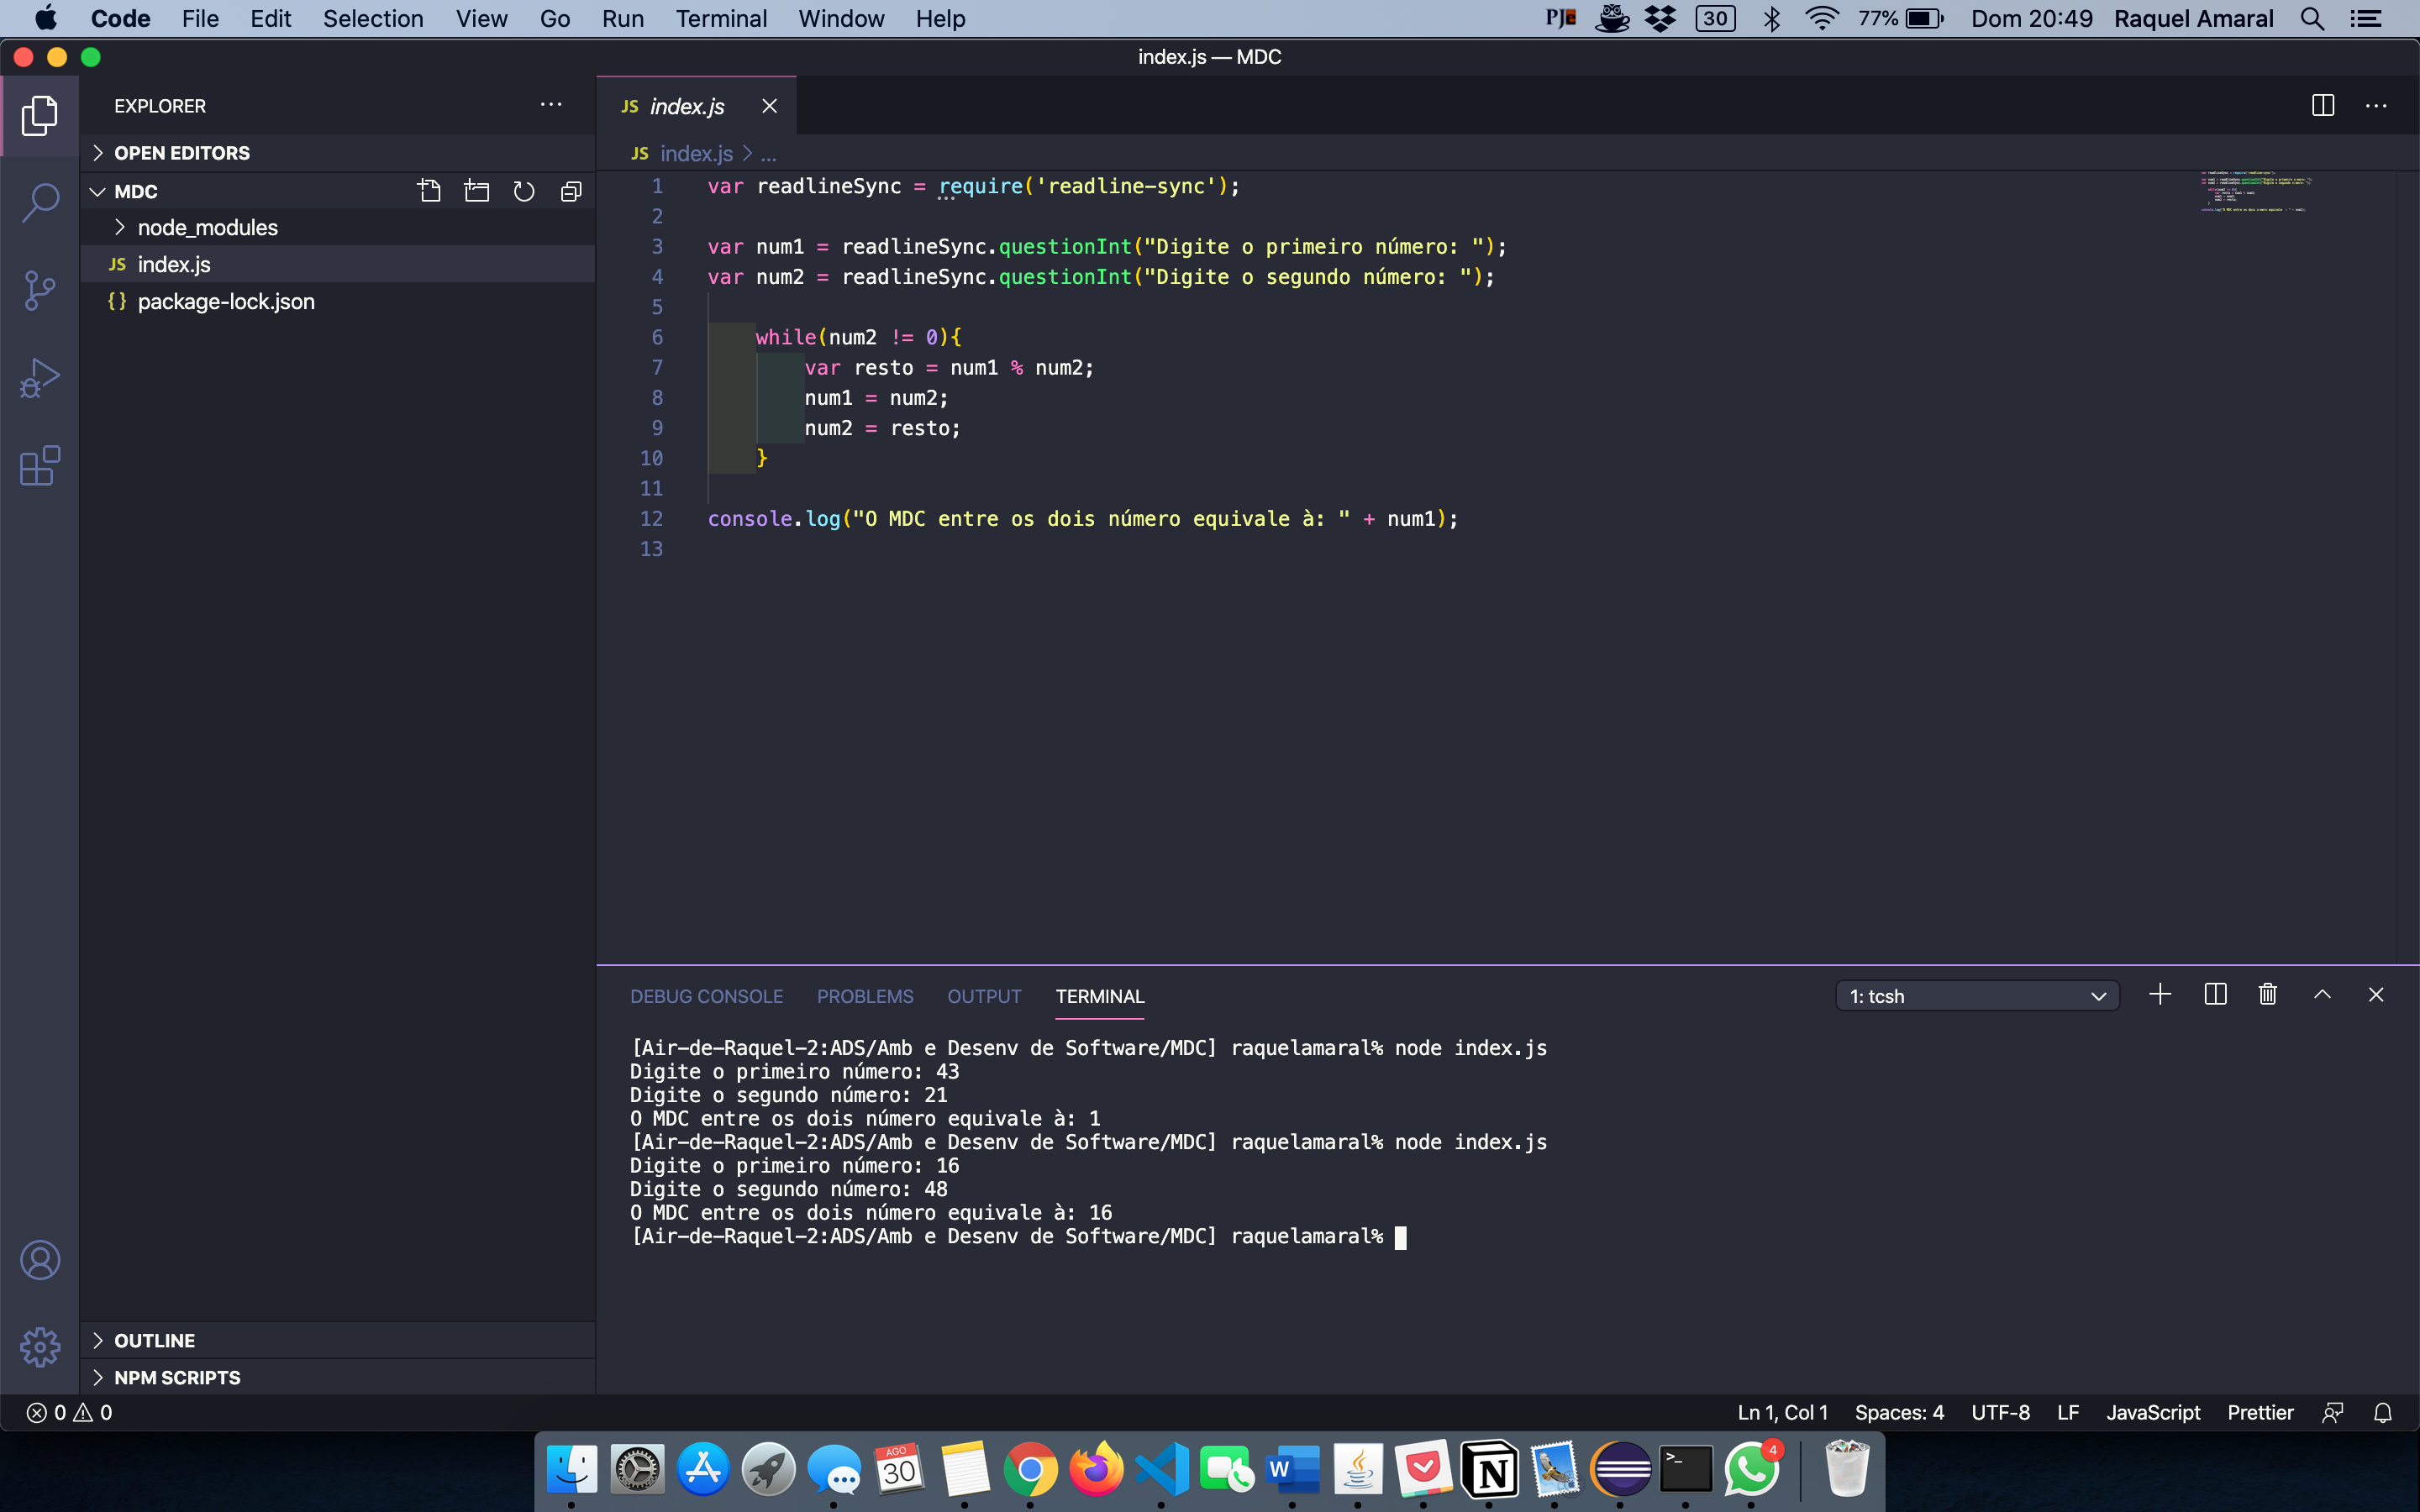 Code File Edit Selection View Go Run Terminal Window Help PJe 30 77% Dom 20:49 Raquel Amaral
index.js — MDC
EXPLORER
OPEN EDITORS
MDC
node_modules
JS index.js
{} package-lock.json
OUTLINE
NPM SCRIPTS
JS index.js
JS index.js > ...
1 var readlineSync = require('readline-sync');
2
3 var num1 = readlineSync.questionInt("Digite o primeiro número: ");
4 var num2 = readlineSync.questionInt("Digite o segundo número: ");
5
6 while(num2 != 0){
7 var resto = num1 % num2;
8 num1 = num2;
9 num2 = resto;
10 }
11
12 console.log("O MDC entre os dois número equivale à: " + num1);
13
DEBUG CONSOLE PROBLEMS OUTPUT TERMINAL 1: tcsh
[Air-de-Raquel-2:ADS/Amb e Desenv de Software/MDC] raquelamaral% node index.js
Digite o primeiro número: 43
Digite o segundo número: 21
O MDC entre os dois número equivale à: 1
[Air-de-Raquel-2:ADS/Amb e Desenv de Software/MDC] raquelamaral% node index.js
Digite o primeiro número: 16
Digite o segundo número: 48
O MDC entre os dois número equivale à: 16
[Air-de-Raquel-2:ADS/Amb e Desenv de Software/MDC] raquelamaral%
0 0 Ln 1, Col 1 Spaces: 4 UTF-8 LF JavaScript Prettier
AGO
30
W
N
>_
4